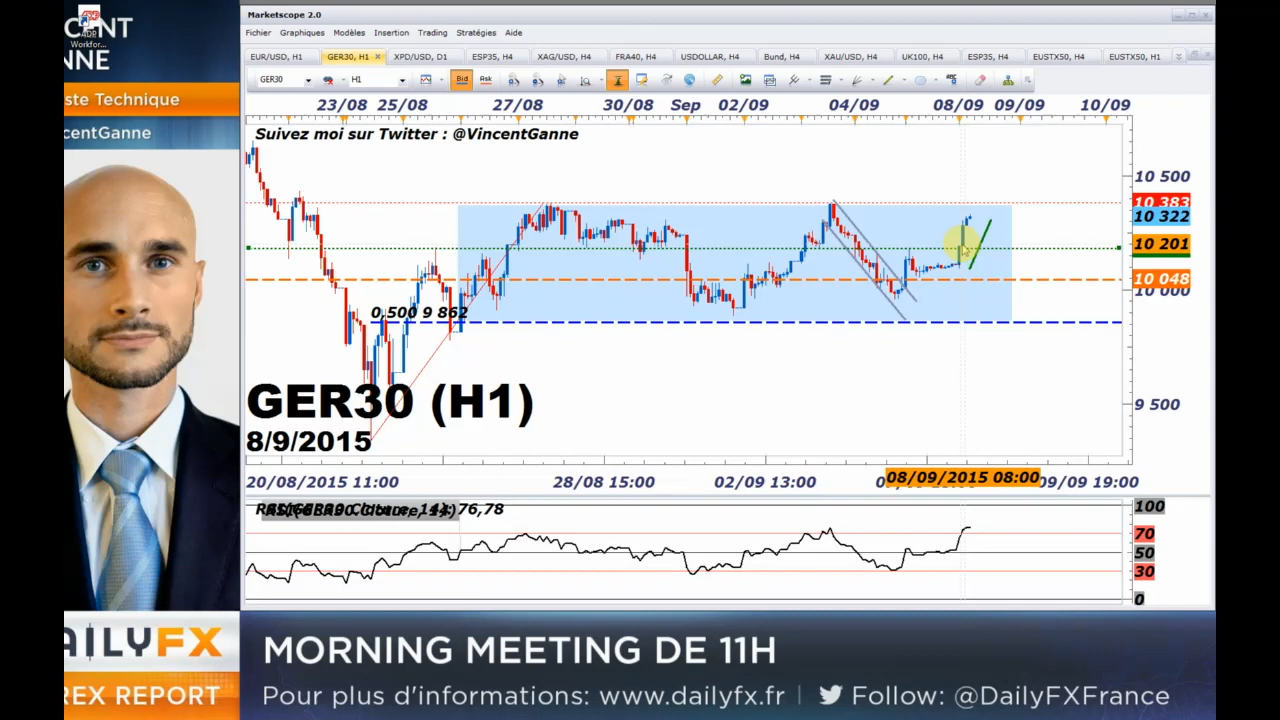 CENT
NNE
ADP
Workfor...
ste Technique
centGanne
Marketscope 2.0
Fichier Graphiques Modèles Insertion Trading Stratégies Aide
EUR/USD, H1 GER30, H1 XPD/USD, D1 ESP35, H4 XAG/USD, H4 FRA40, H4 USDOLLAR, H4 Bund, H4 XAU/USD, H4 UK100, H4 ESP35, H4 EUSTX50, H4 EUSTX50, H1
GER30 H1 Bid Ask ABC
23/08 25/08 27/08 30/08 Sep 02/09 04/09 08/09 09/09 10/09
Suivez moi sur Twitter : @VincentGanne
10 500
10 383
10 322
10 201
10 048
10 000
0,500 9 862
9 500
GER30 (H1)
8/9/2015
20/08/2015 11:00 28/08 15:00 02/09 13:00 08/09/2015 08:00 09/09 19:00
76,78
100
70
50
30
0
AILYFX
REX REPORT
MORNING MEETING DE 11H
Pour plus d'informations: www.dailyfx.fr | Follow: @DailyFXFrance